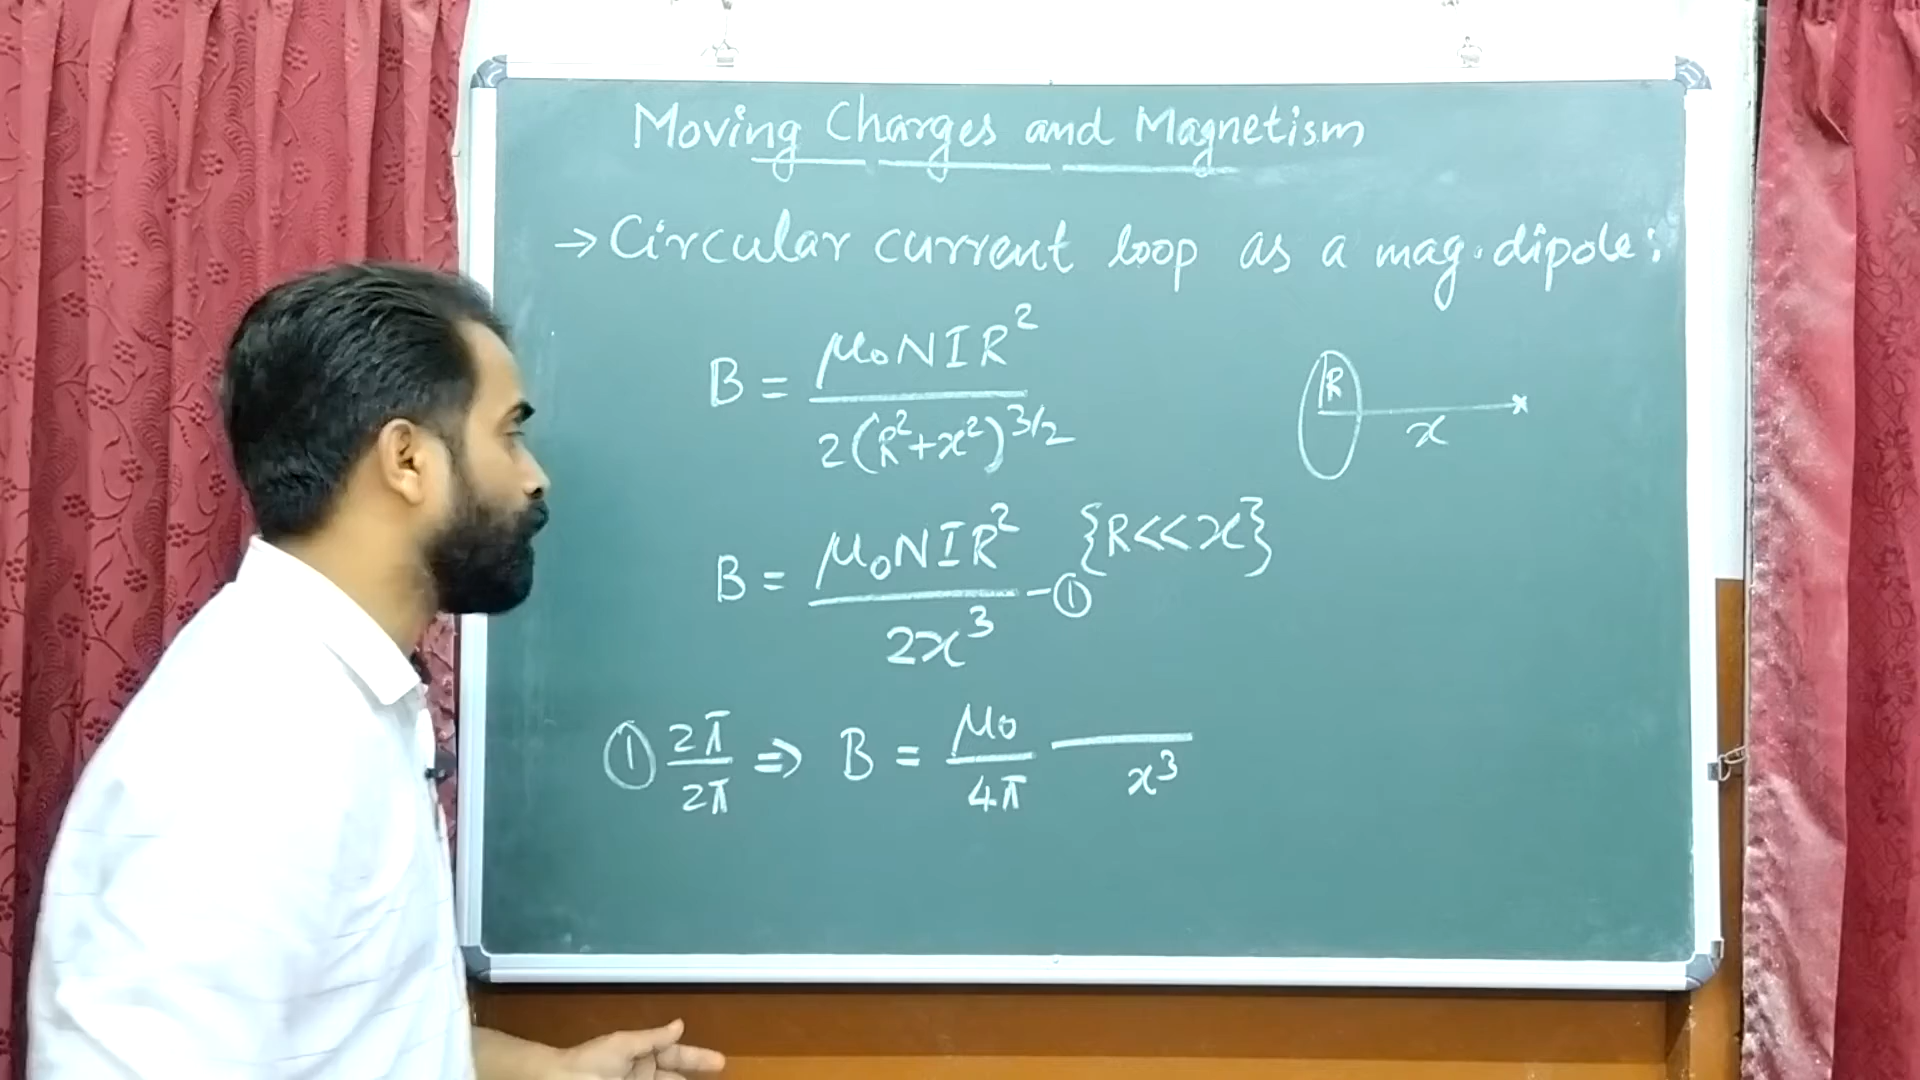 Moving Charges and Magnetism
→ Circular current loop as a mag. dipole:
B = μ₀NIR² / 2(R²+x²)^3/2
R
x
B = μ₀NIR² / 2x³ — ① {R<<x}
① 2π/2π ⇒ B = μ₀/4π ___/x³